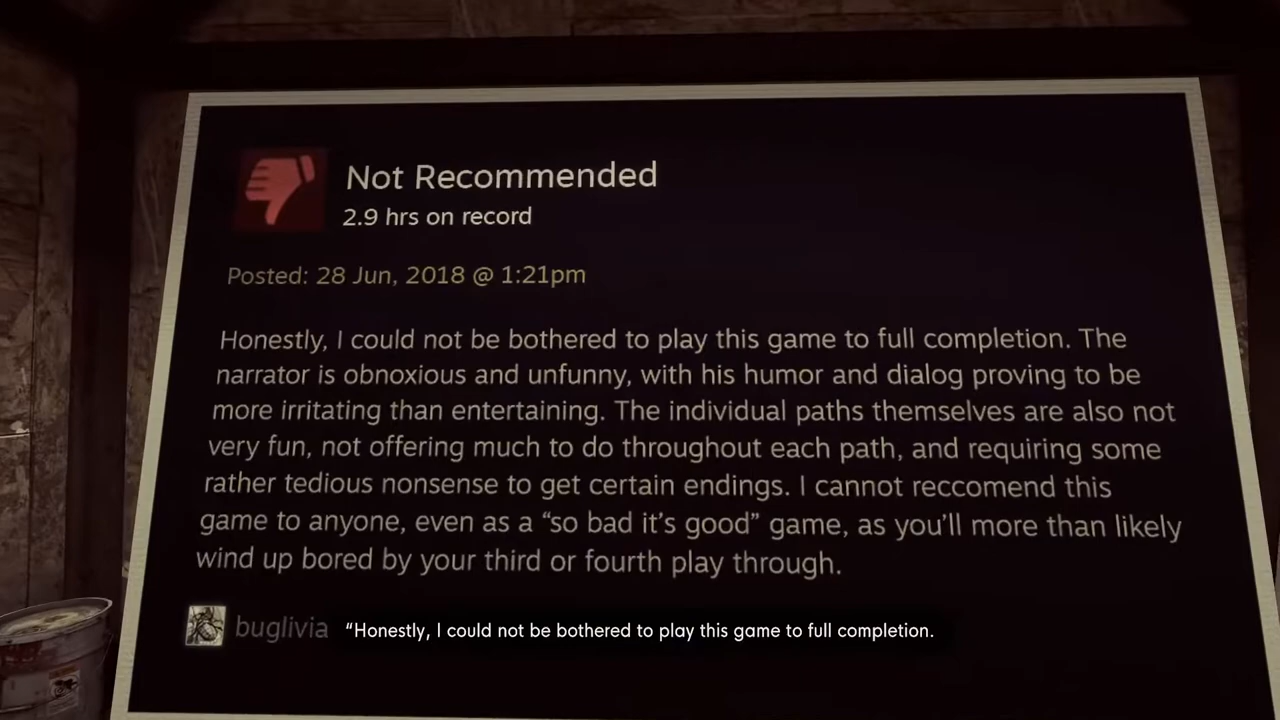 Not Recommended
2.9 hrs on record
Posted: 28 Jun, 2018 @ 1:21pm
Honestly, I could not be bothered to play this game to full completion. The
narrator is obnoxious and unfunny, with his humor and dialog proving to be
more irritating than entertaining. The individual paths themselves are also not
very fun, not offering much to do throughout each path, and requiring some
rather tedious nonsense to get certain endings. I cannot reccomend this
game to anyone, even as a “so bad it’s good” game, as you’ll more than likely
wind up bored by your third or fourth play through.
buglivia
“Honestly, I could not be bothered to play this game to full completion.